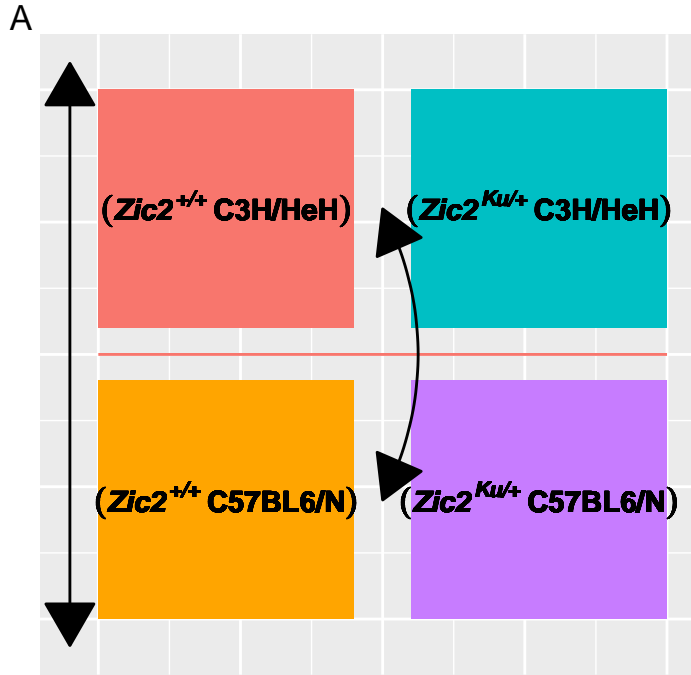 A
(Zic2+/+ C3H/HeH)
(Zic2Ku/+ C3H/HeH)
(Zic2+/+ C57BL6/N)
(Zic2Ku/+ C57BL6/N)